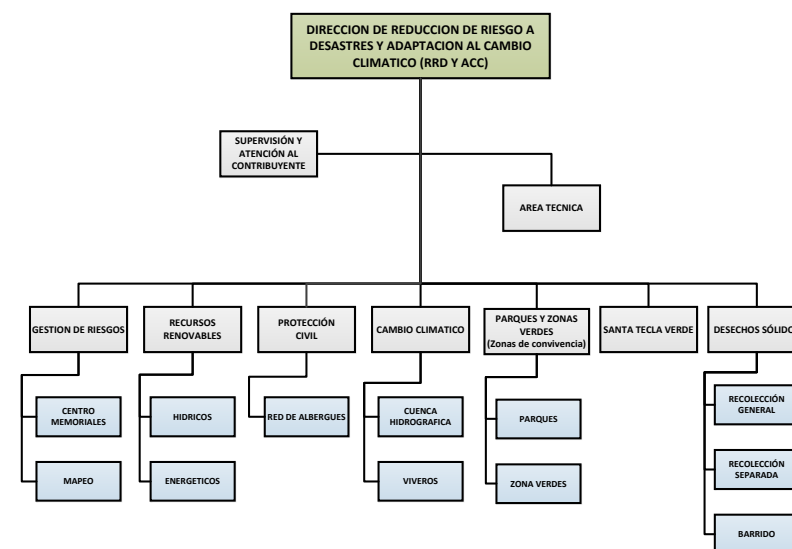 DIRECCION DE REDUCCION DE RIESGO A
DESASTRES Y ADAPTACION AL CAMBIO
CLIMATICO (RRD Y ACC)
SUPERVISIÓN Y
ATENCIÓN AL
CONTRIBUYENTE
AREA TECNICA
GESTION DE RIESGOS
RECURSOS
RENOVABLES
PROTECCIÓN
CIVIL
CAMBIO CLIMATICO
PARQUES Y ZONAS
VERDES
(Zonas de convivencia)
SANTA TECLA VERDE
DESECHOS SÓLIDO
CENTRO
MEMORIALES
MAPEO
HIDRICOS
ENERGETICOS
RED DE ALBERGUES
CUENCA
HIDROGRAFICA
VIVEROS
PARQUES
ZONA VERDES
RECOLECCIÓN
GENERAL
RECOLECCIÓN
SEPARADA
BARRIDO